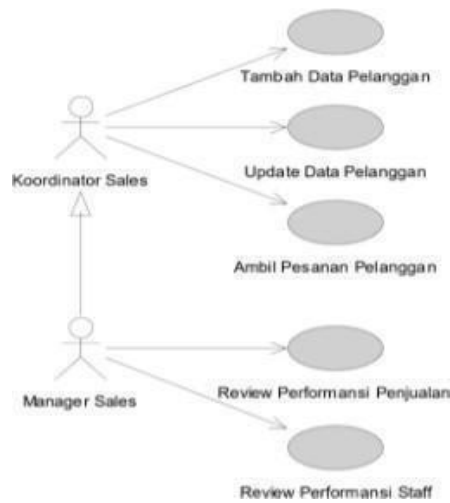 Tambah Data Pelanggan
Koordinator Sales
Update Data Pelanggan
Ambil Pesanan Pelanggan
Manager Sales
Review Performansi Penjualan
Review Performansi Staff